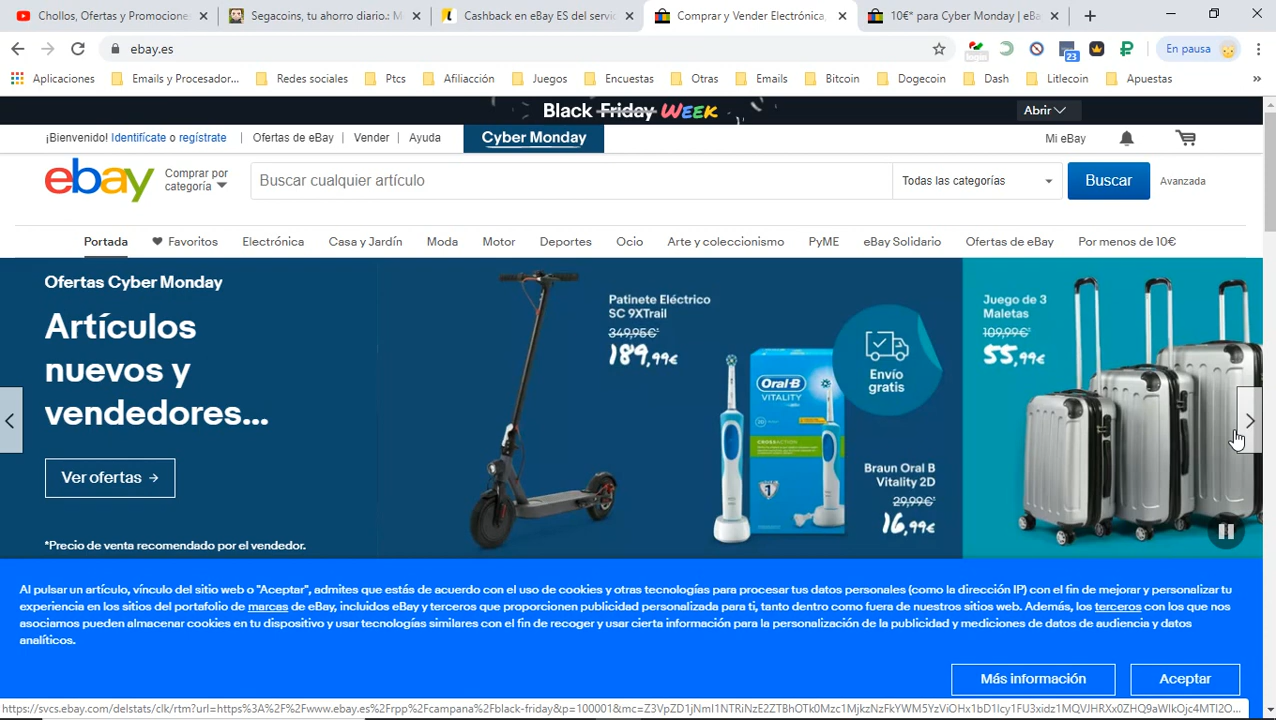 Chollos, Ofertas y Promocione
Segacoins, tu ahorro diario.: M
Cashback en eBay ES del servic
Comprar y Vender Electrónica,
10€* para Cyber Monday | eBa
ebay.es
23
En pausa
Aplicaciones
Emails y Procesador...
Redes sociales
Ptcs
Afiliacción
Juegos
Encuestas
Otras
Emails
Bitcoin
Dogecoin
Dash
Litlecoin
Apuestas
»
Black Friday WEEK
Abrir
¡Bienvenido! Identifícate o regístrate
Ofertas de eBay
Vender
Ayuda
Cyber Monday
Mi eBay
ebay
Comprar por
categoría
Buscar cualquier artículo
Todas las categorías
Buscar
Avanzada
Portada
Favoritos
Electrónica
Casa y Jardín
Moda
Motor
Deportes
Ocio
Arte y coleccionismo
PyME
eBay Solidario
Ofertas de eBay
Por menos de 10€
Ofertas Cyber Monday
Artículos
nuevos y
vendedores...
Ver ofertas →
*Precio de venta recomendado por el vendedor.
Patinete Eléctrico
SC 9XTrail
349,95€*
189,99€
Oral-B
VITALITY
CROSSACTION
Envío
gratis
Braun Oral B
Vitality 2D
29,99€*
16,99€
Juego de 3
Maletas
109,99€*
55,99€
Al pulsar un artículo, vínculo del sitio web o "Aceptar", admites que estás de acuerdo con el uso de cookies y otras tecnologías para procesar tus datos personales (como la dirección IP) con el fin de mejorar y personalizar tu
experiencia en los sitios del portafolio de marcas de eBay, incluidos eBay y terceros que proporcionen publicidad personalizada para ti, tanto dentro como fuera de nuestros sitios web. Además, los terceros con los que nos
asociamos pueden almacenar cookies en tu dispositivo y usar tecnologías similares con el fin de recoger y usar cierta información para la personalización de la publicidad y mediciones de datos de audiencia y datos
analíticos.
Más información
Aceptar